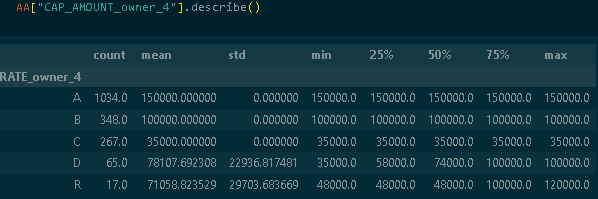 AA["CAP_AMOUNT_owner_4"].describe()
count mean std min 25% 50% 75% max
RATE_owner_4
A 1034.0 150000.000000 0.000000 150000.0 150000.0 150000.0 150000.0 150000.0
B 348.0 100000.000000 0.000000 100000.0 100000.0 100000.0 100000.0 100000.0
C 267.0 35000.000000 0.000000 35000.0 35000.0 35000.0 35000.0 35000.0
D 65.0 78107.692308 22936.817481 35000.0 58000.0 74000.0 100000.0 100000.0
R 17.0 71058.823529 29703.683669 48000.0 48000.0 48000.0 100000.0 120000.0